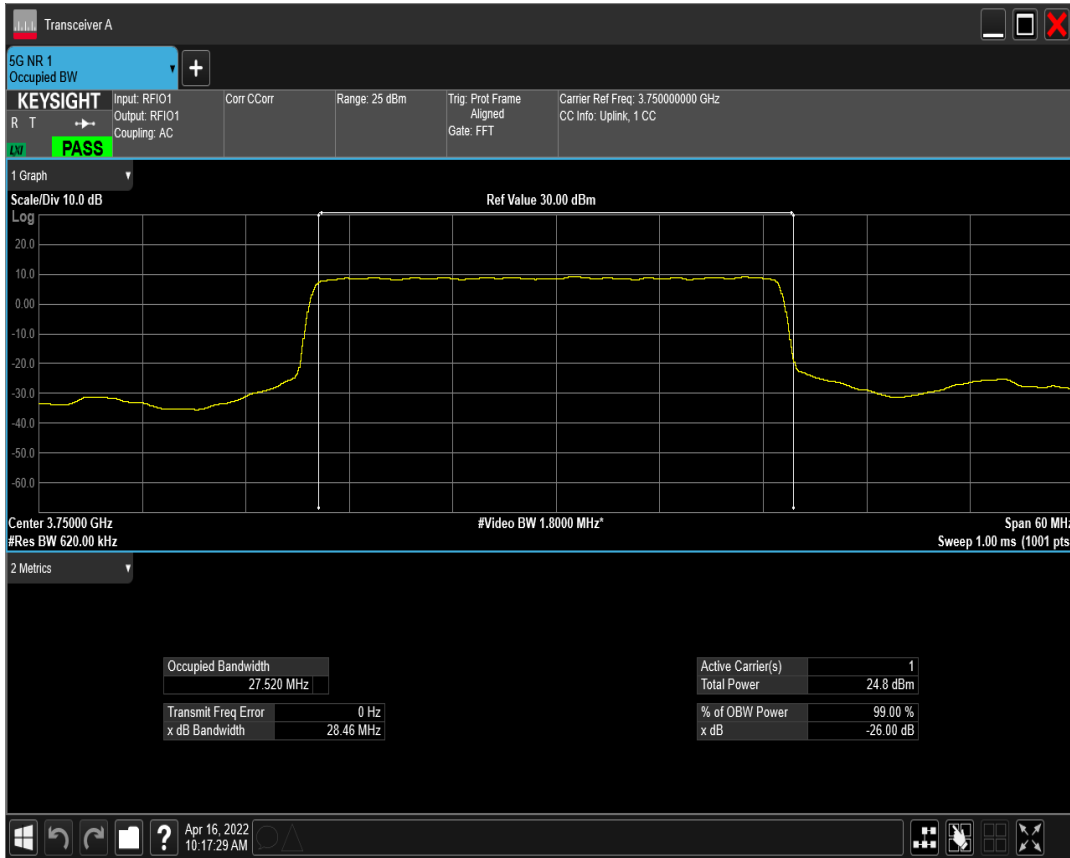 Transceiver A
5G NR 1
Occupied BW
KEYSIGHT
R T
LXI
PASS
Input: RFIO1
Output: RFIO1
Coupling: AC
Corr CCorr
Range: 25 dBm
Trig: Prot Frame
Aligned
Gate: FFT
Carrier Ref Freq: 3.750000000 GHz
CC Info: Uplink, 1 CC
1 Graph
Scale/Div 10.0 dB
Ref Value 30.00 dBm
Log
20.0
10.0
0.00
-10.0
-20.0
-30.0
-40.0
-50.0
-60.0
Center 3.75000 GHz
#Video BW 1.8000 MHz*
Span 60 MHz
#Res BW 620.00 kHz
Sweep 1.00 ms (1001 pts
2 Metrics
Occupied Bandwidth
27.520 MHz
Transmit Freq Error 0 Hz
x dB Bandwidth 28.46 MHz
Active Carrier(s) 1
Total Power 24.8 dBm
% of OBW Power 99.00 %
x dB -26.00 dB
?
Apr 16, 2022
10:17:29 AM